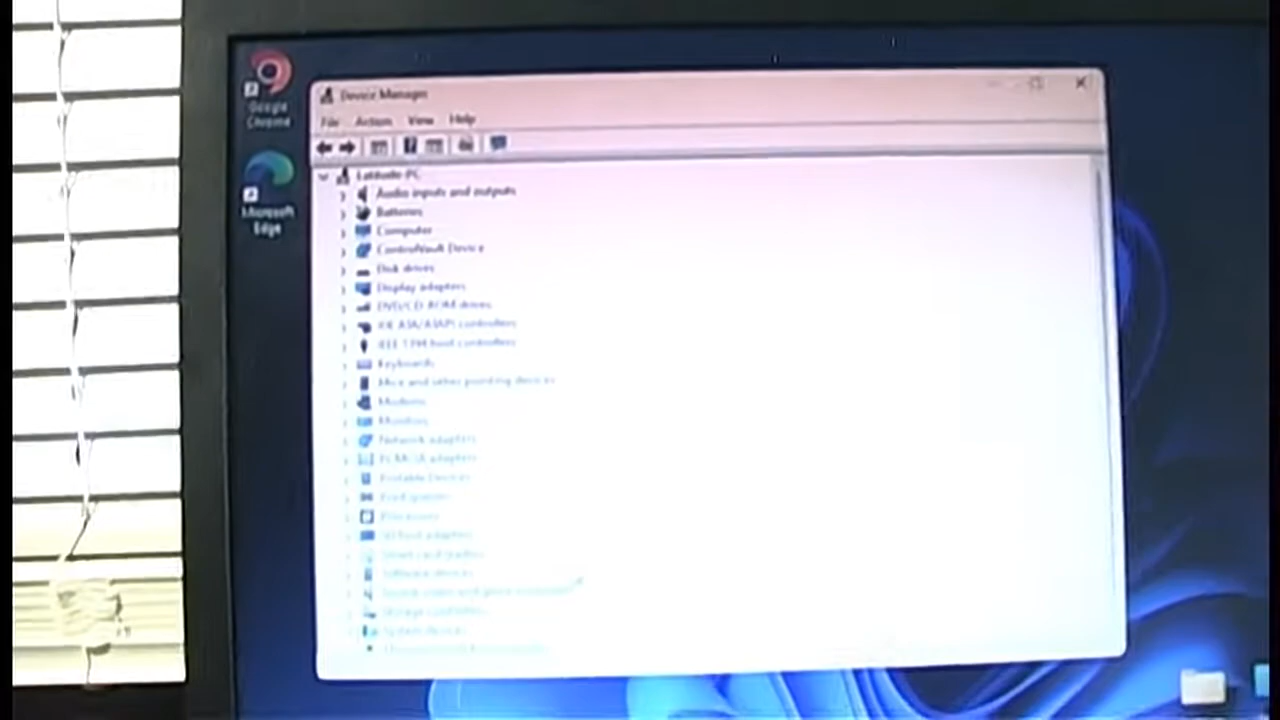 Google
Chrome
Microsoft
Edge
Device Manager
File Action View Help
Latitude-PC
Audio inputs and outputs
Batteries
Computer
ControlVault Device
Disk drives
Display adapters
DVD/CD-ROM drives
IDE ATA/ATAPI controllers
IEEE 1394 host controllers
Keyboards
Mice and other pointing devices
Modems
Monitors
Network adapters
PCMCIA adapters
Portable Devices
Print queues
Processors
SD host adapters
Smart card readers
Software devices
Sound, video and game controllers
Storage controllers
System devices